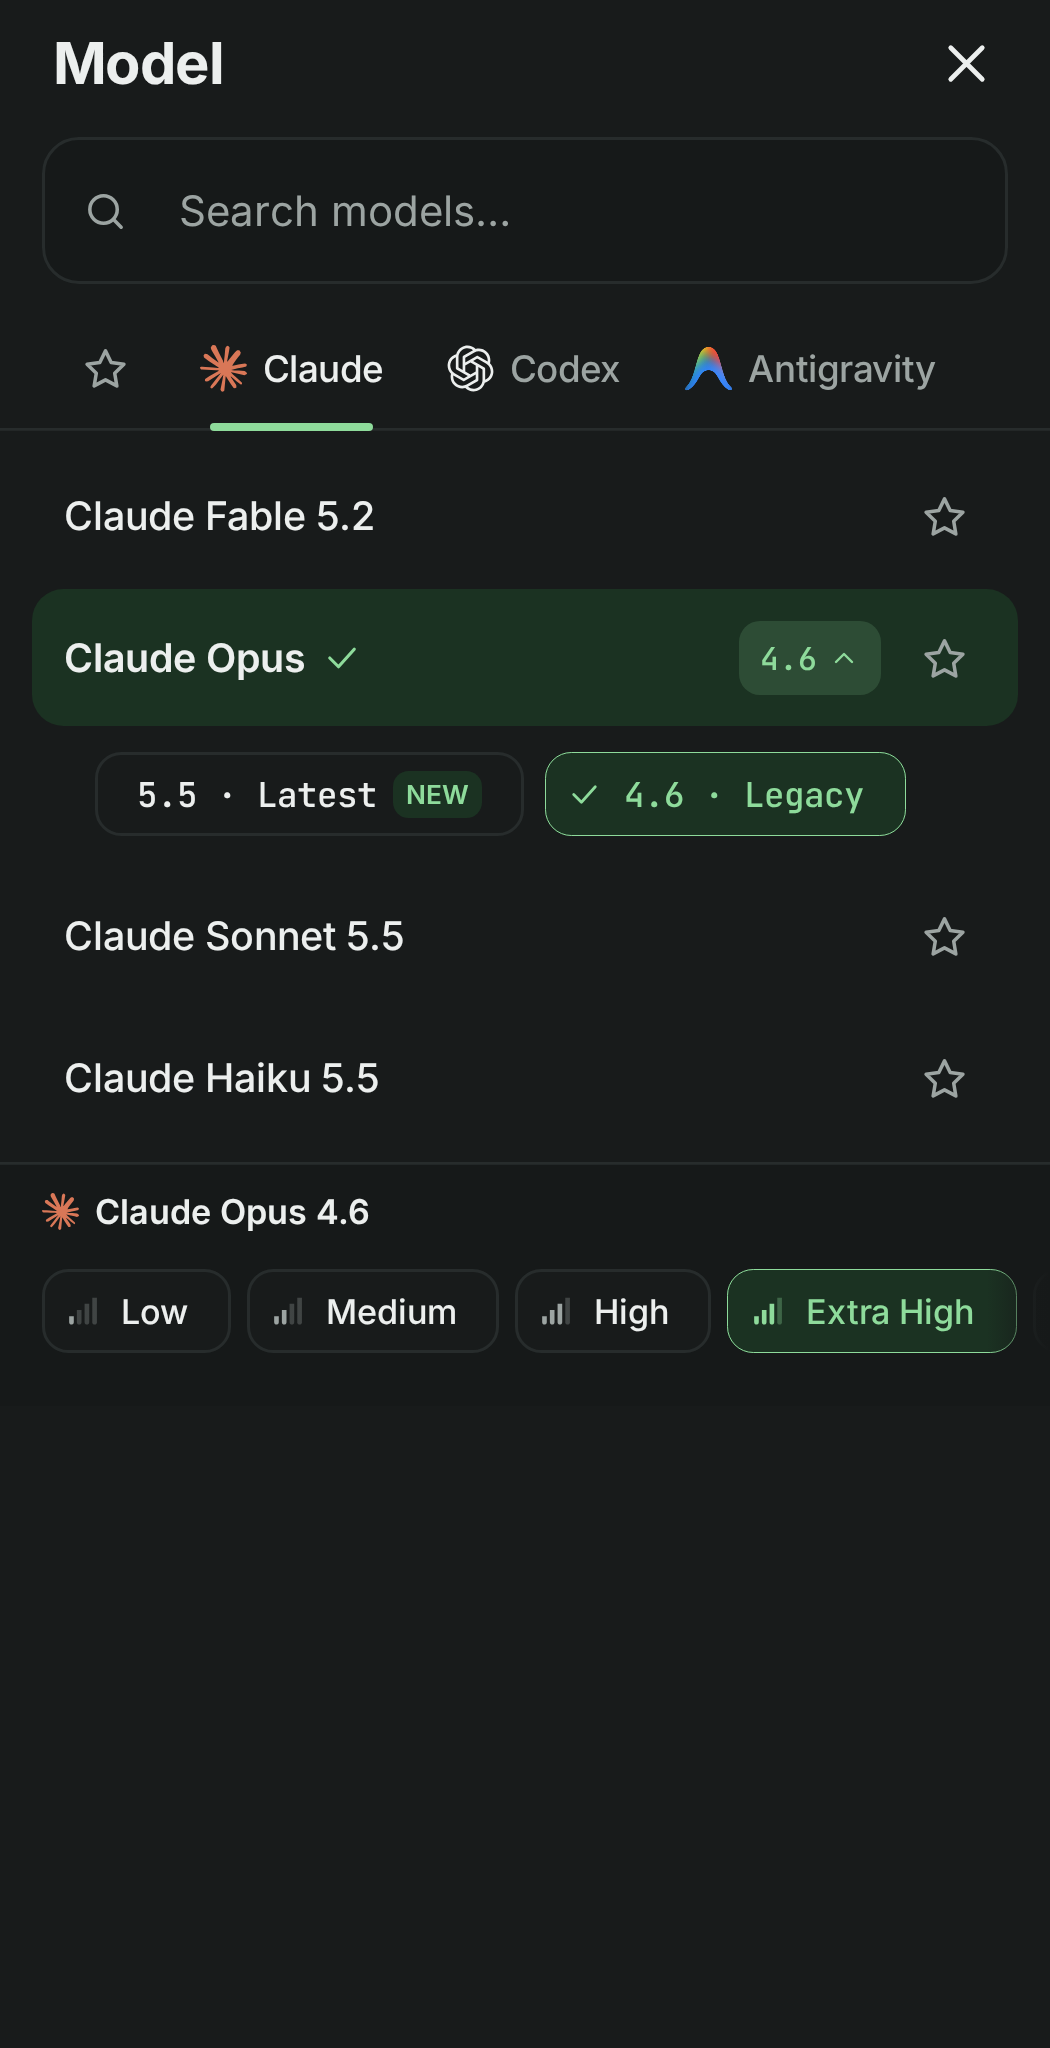 Model
Search models...
Claude Codex Antigravity
Claude Fable 5.2
Claude Opus 4.6
5.5 · Latest NEW 4.6 · Legacy
Claude Sonnet 5.5
Claude Haiku 5.5
Claude Opus 4.6
Low Medium High Extra High